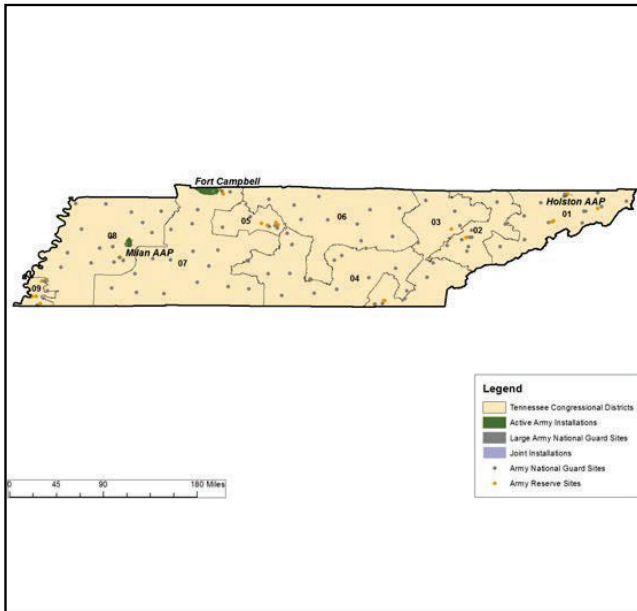 Fort Campbell
Holston AAP
01
03
02
05
06
08
Milan AAP
07
04
09
Legend
Tennessee Congressional Districts
Active Army Installations
Large Army National Guard Sites
Joint Installations
Army National Guard Sites
Army Reserve Sites
0 45 90 180 Miles